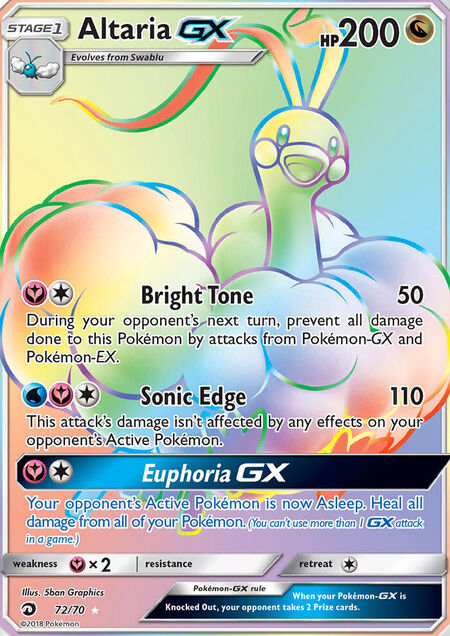 STAGE1 Altaria GX HP200
Evolves from Swablu
Bright Tone 50
During your opponent's next turn, prevent all damage
done to this Pokémon by attacks from Pokémon-GX and
Pokémon-EX.
Sonic Edge 110
This attack's damage isn't affected by any effects on your
opponent's Active Pokémon.
Euphoria GX
Your opponent's Active Pokémon is now Asleep. Heal all
damage from all of your Pokémon. (You can't use more than 1 GX attack
in a game.)
weakness ×2 resistance retreat
Illus. 5ban Graphics
72/70
©2018 Pokémon
Pokémon-GX rule
When your Pokémon-GX is
Knocked Out, your opponent takes 2 Prize cards.